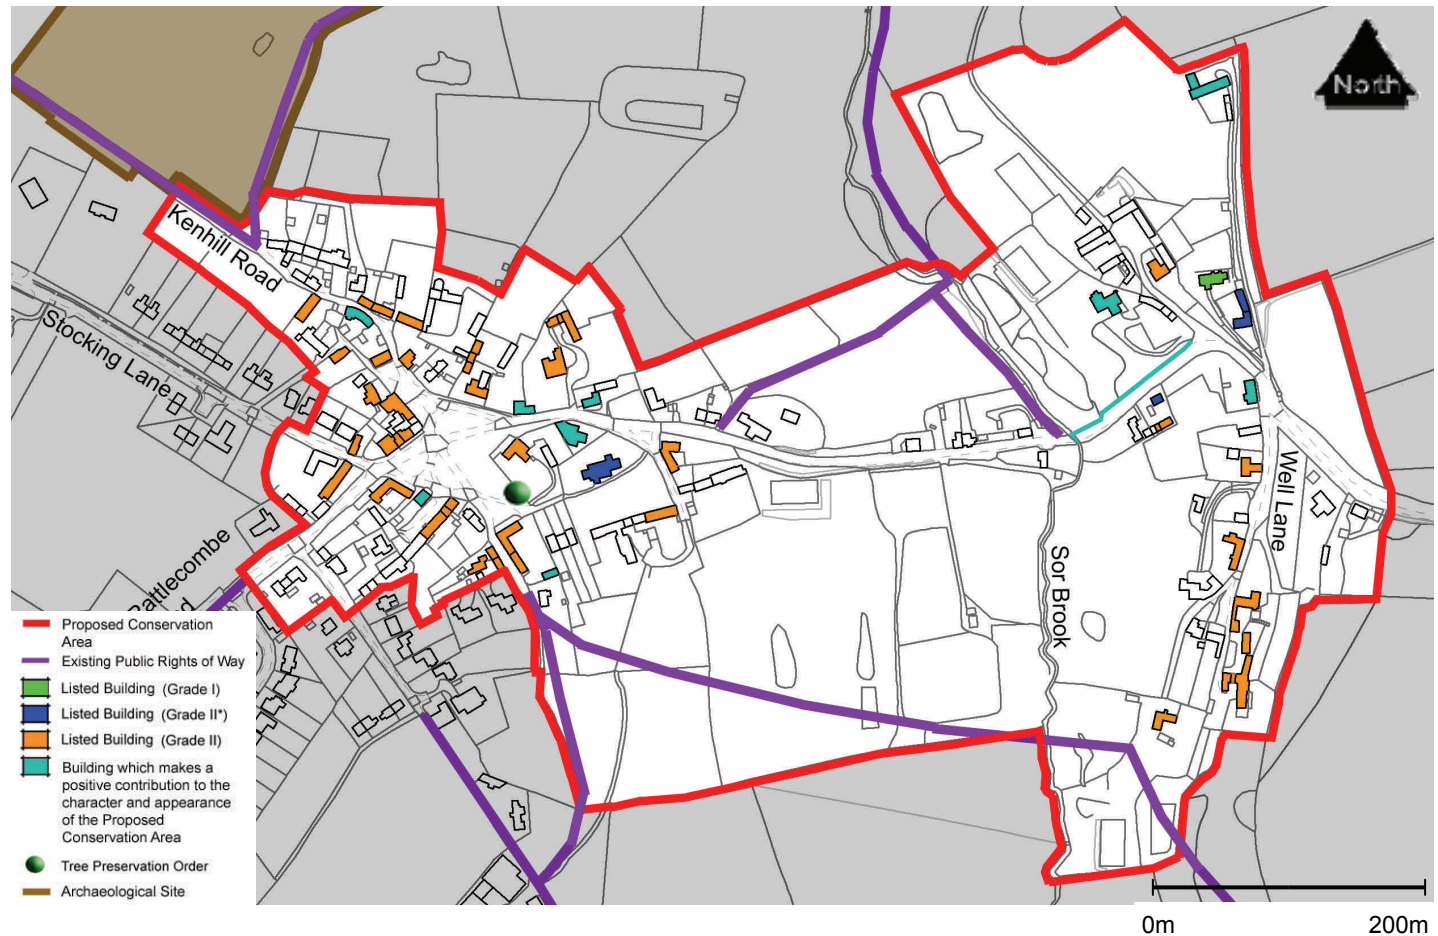 North
Kenhill Road
Stocking Lane
Rattlecombe
Well Lane
Sor Brook
Proposed Conservation
Area
Existing Public Rights of Way
Listed Building (Grade I)
Listed Building (Grade II*)
Listed Building (Grade II)
Building which makes a
positive contribution to the
character and appearance
of the Proposed
Conservation Area
Tree Preservation Order
Archaeological Site
0m
200m